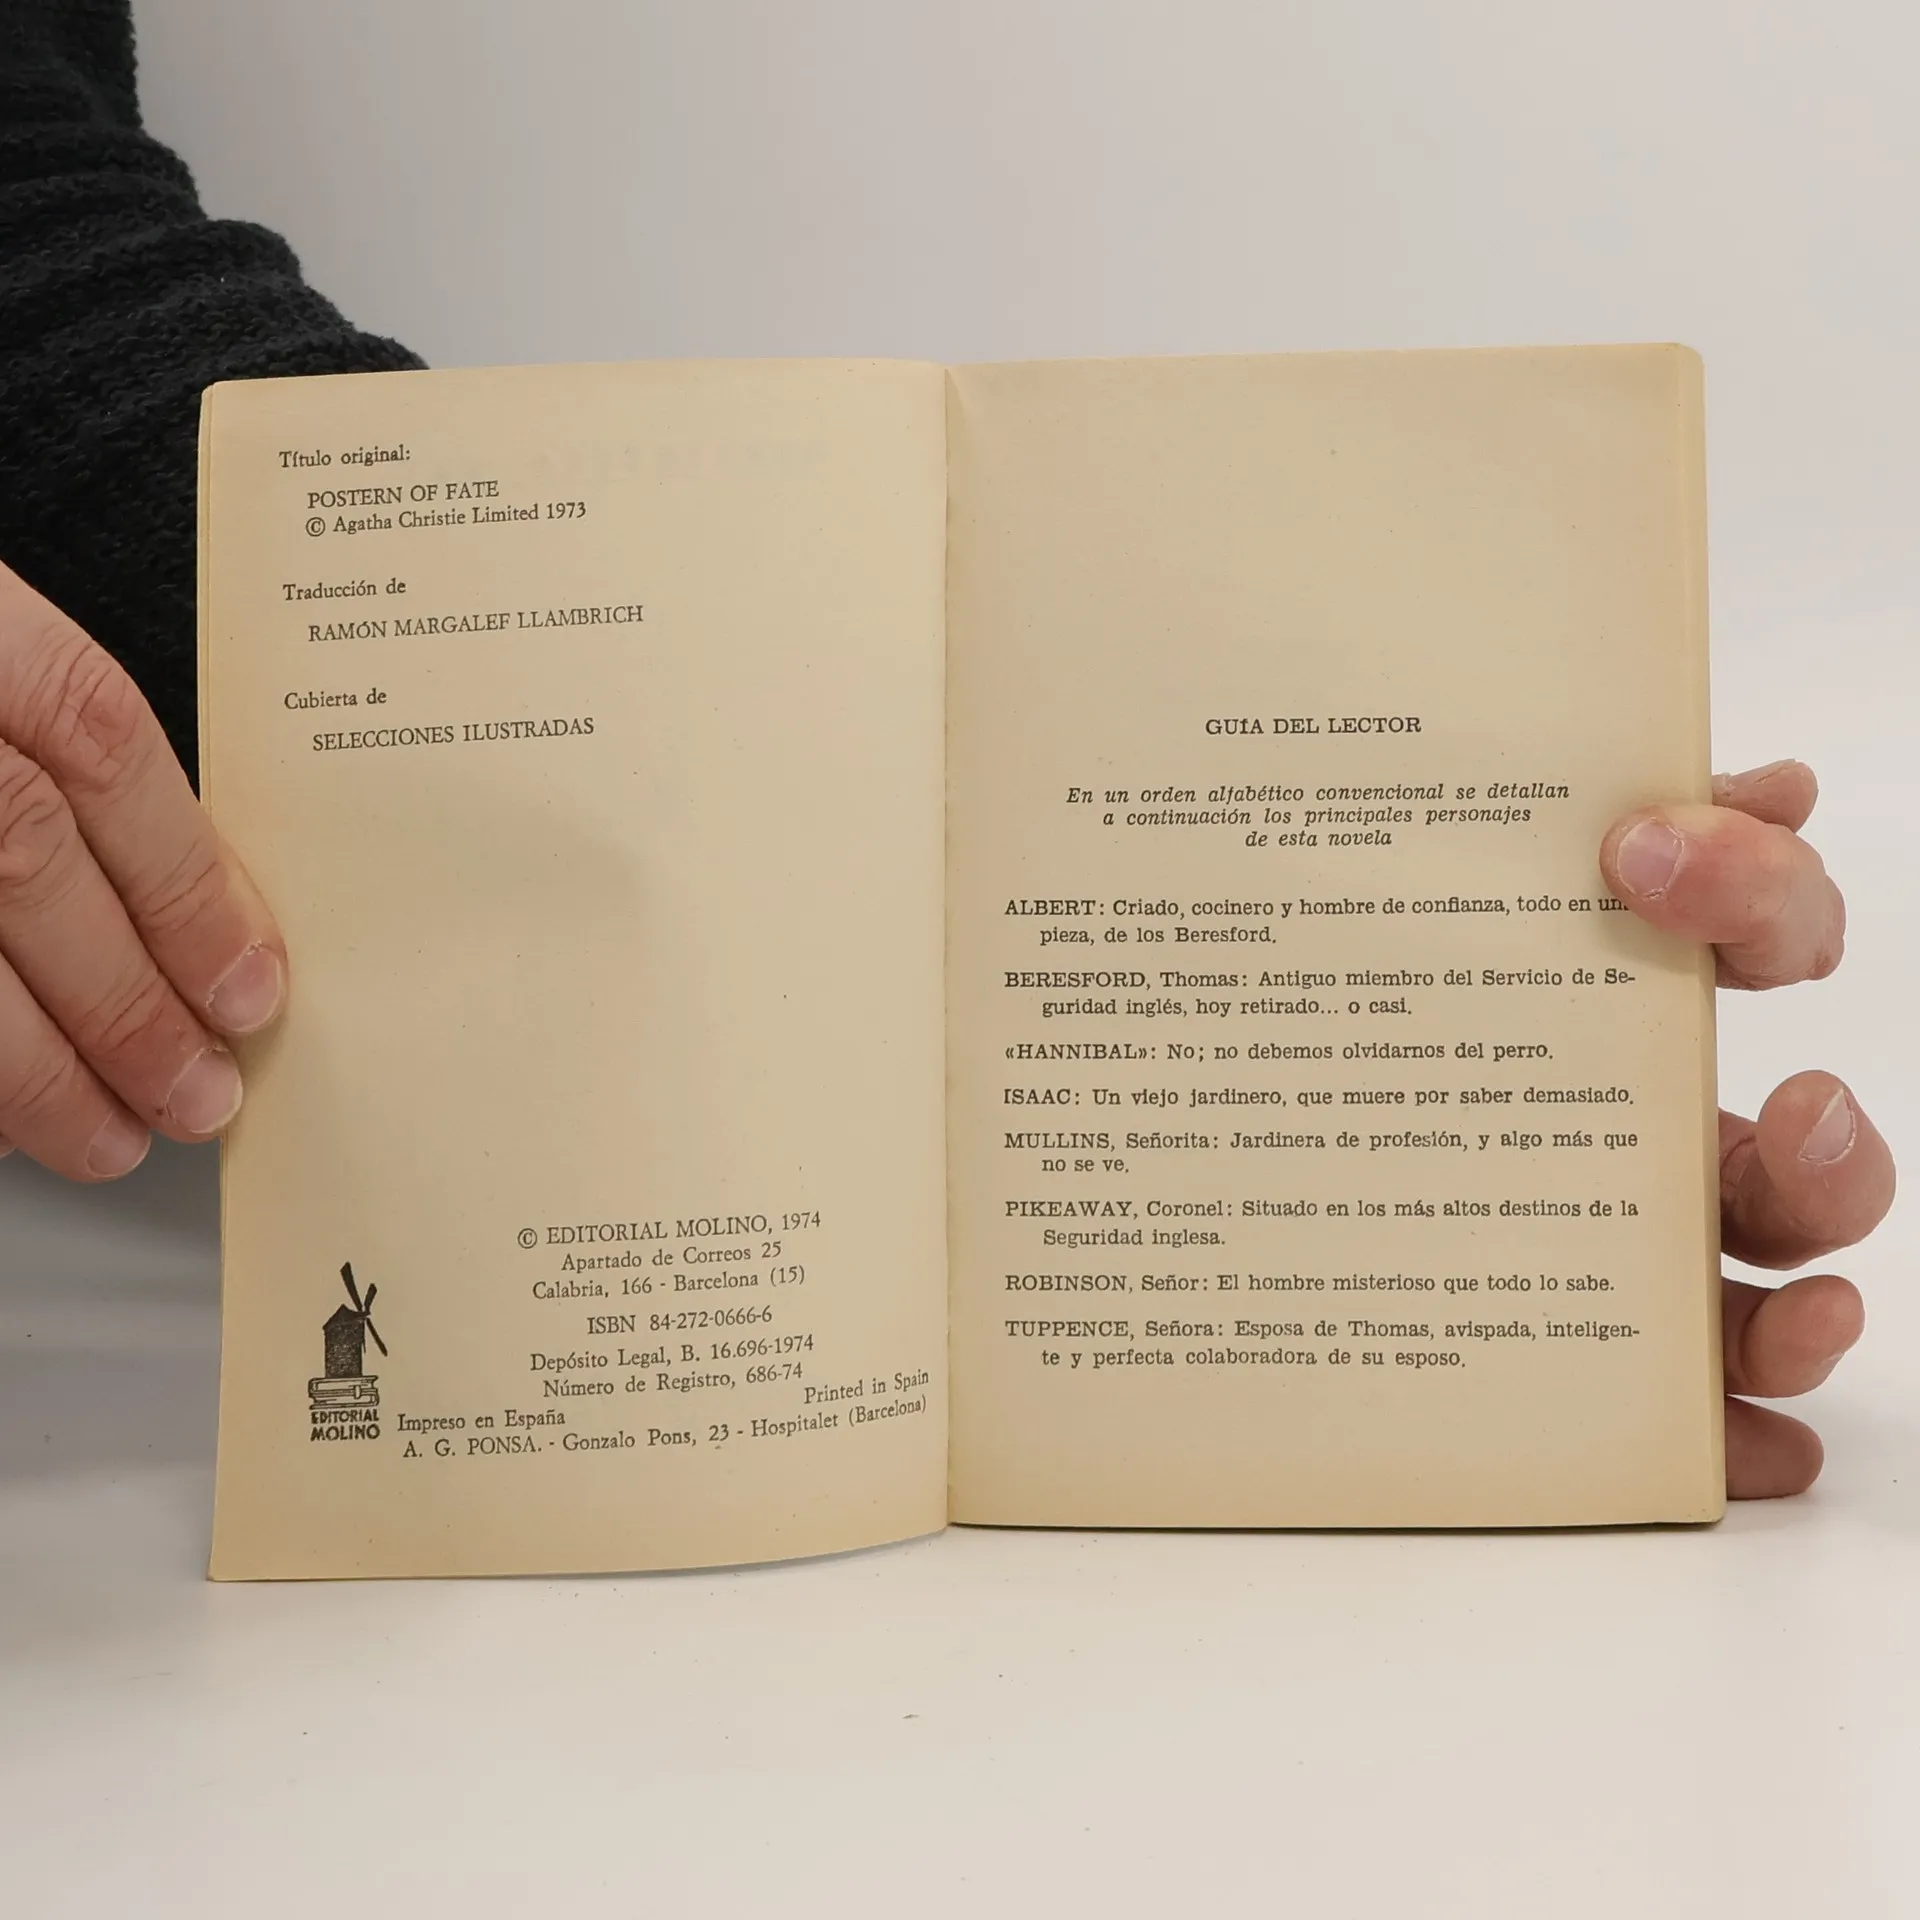 Título original:
POSTERN OF FATE
© Agatha Christie Limited 1973
Traducción de
RAMÓN MARGALEF LLAMBRICH
Cubierta de
SELECCIONES ILUSTRADAS
© EDITORIAL MOLINO, 1974
Apartado de Correos 25
Calabria, 166 - Barcelona (15)
ISBN 84-272-0666-6
Depósito Legal, B. 16.696-1974
Número de Registro, 686-74
EDITORIAL
MOLINO
Impreso en España Printed in Spain
A. G. PONSA. - Gonzalo Pons, 23 - Hospitalet (Barcelona)
GUÍA DEL LECTOR
En un orden alfabético convencional se detallan
a continuación los principales personajes
de esta novela
ALBERT: Criado, cocinero y hombre de confianza, todo en
pieza, de los Beresford.
BERESFORD, Thomas: Antiguo miembro del Servicio de Se-
guridad inglés, hoy retirado... o casi.
«HANNIBAL»: No; no debemos olvidarnos del perro.
ISAAC: Un viejo jardinero, que muere por saber demasiado.
MULLINS, Señorita: Jardinera de profesión, y algo más que
no se ve.
PIKEAWAY, Coronel: Situado en los más altos destinos de la
Seguridad inglesa.
ROBINSON, Señor: El hombre misterioso que todo lo sabe.
TUPPENCE, Señora: Esposa de Thomas, avispada, inteligen-
te y perfecta colaboradora de su esposo.